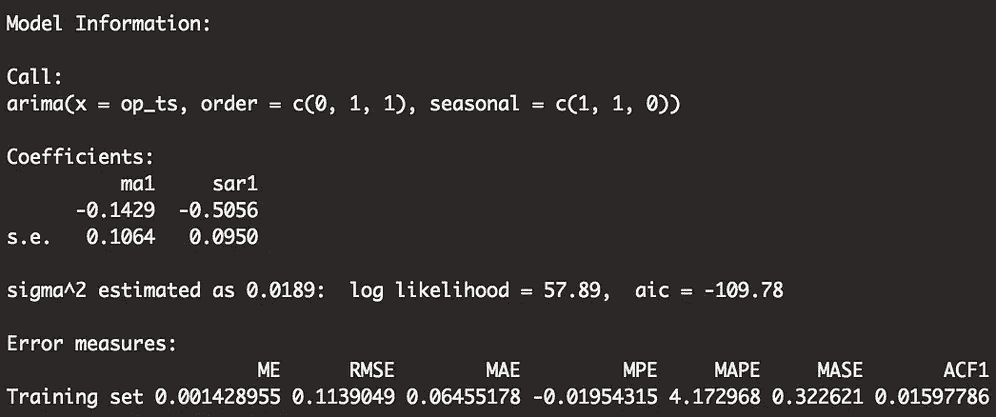 Model Information:
Call:
arima(x = op_ts, order = c(0, 1, 1), seasonal = c(1, 1, 0))
Coefficients:
ma1 sar1
-0.1429 -0.5056
s.e. 0.1064 0.0950
sigma^2 estimated as 0.0189: log likelihood = 57.89, aic = -109.78
Error measures:
ME RMSE MAE MPE MAPE MASE ACF1
Training set 0.001428955 0.1139049 0.06455178 -0.01954315 4.172968 0.322621 0.01597786